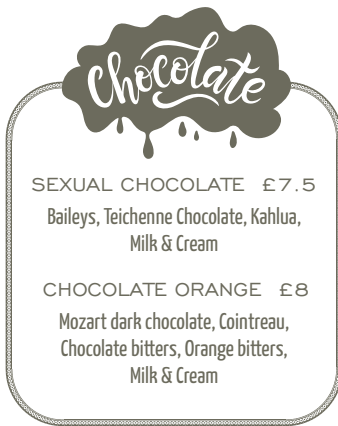 Chocolate
SEXUAL CHOCOLATE £7.5
Baileys, Teichenne Chocolate, Kahlua,
Milk & Cream
CHOCOLATE ORANGE £8
Mozart dark chocolate, Cointreau,
Chocolate bitters, Orange bitters,
Milk & Cream